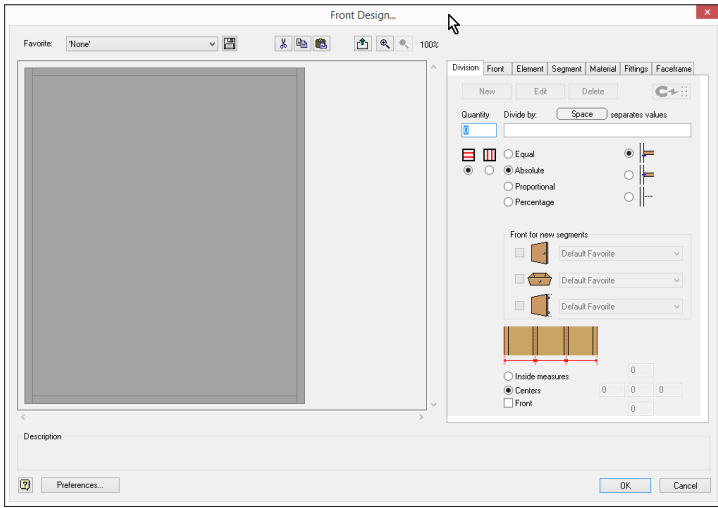 Front Design...
Favorite: 'None' 100%
Division Front Element Segment Material Fittings Faceframe
New Edit Delete
Quantity Divide by: Space separates values
0
Equal
Absolute
Proportional
Percentage
Front for new segments
Default Favorite
Default Favorite
Default Favorite
Inside measures 0
Centers 0 0 0
Front 0
Description
Preferences... OK Cancel